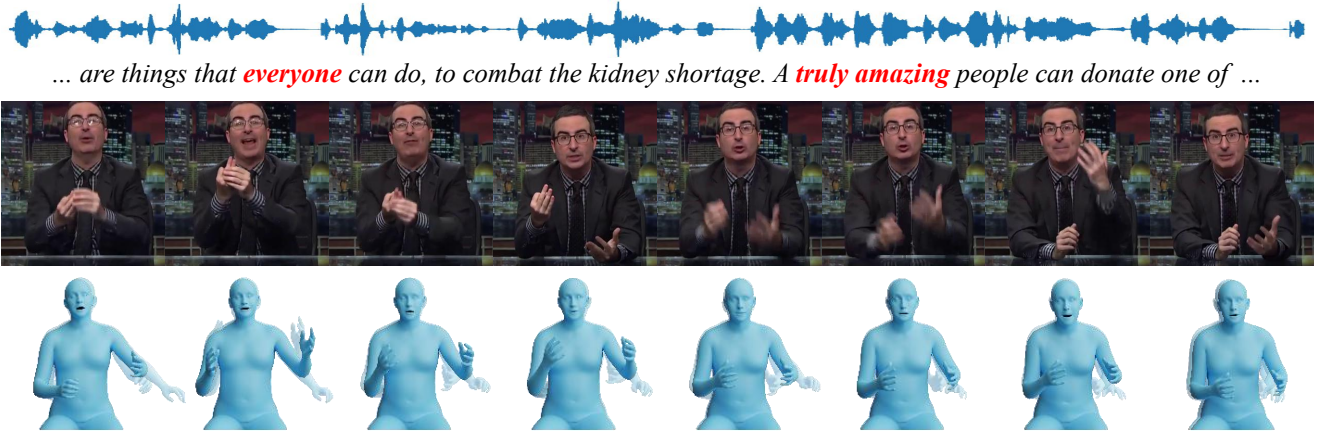 ... are things that everyone can do, to combat the kidney shortage. A truly amazing people can donate one of ...